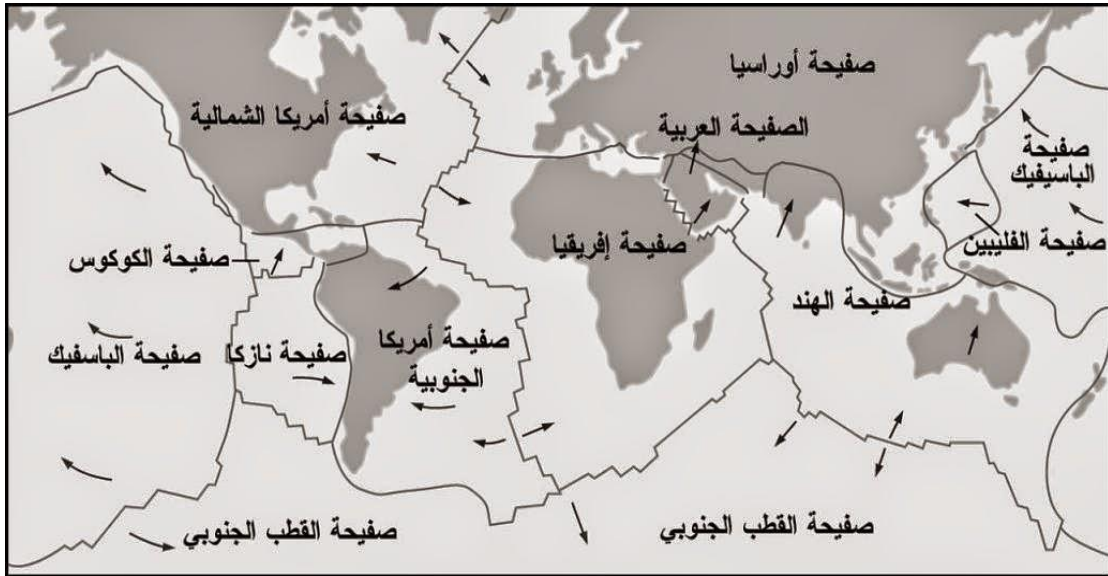 صفيحة أوراسيا
صفيحة أمريكا الشمالية
الصفيحة العربية
صفيحة
الباسيفيك
صفيحة الفليبين
صفيحة إفريقيا
صفيحة الكوكوس
صفيحة الهند
صفيحة أمريكا
الجنوبية
صفيحة نازكا
صفيحة الباسفيك
صفيحة القطب الجنوبي
صفيحة القطب الجنوبي